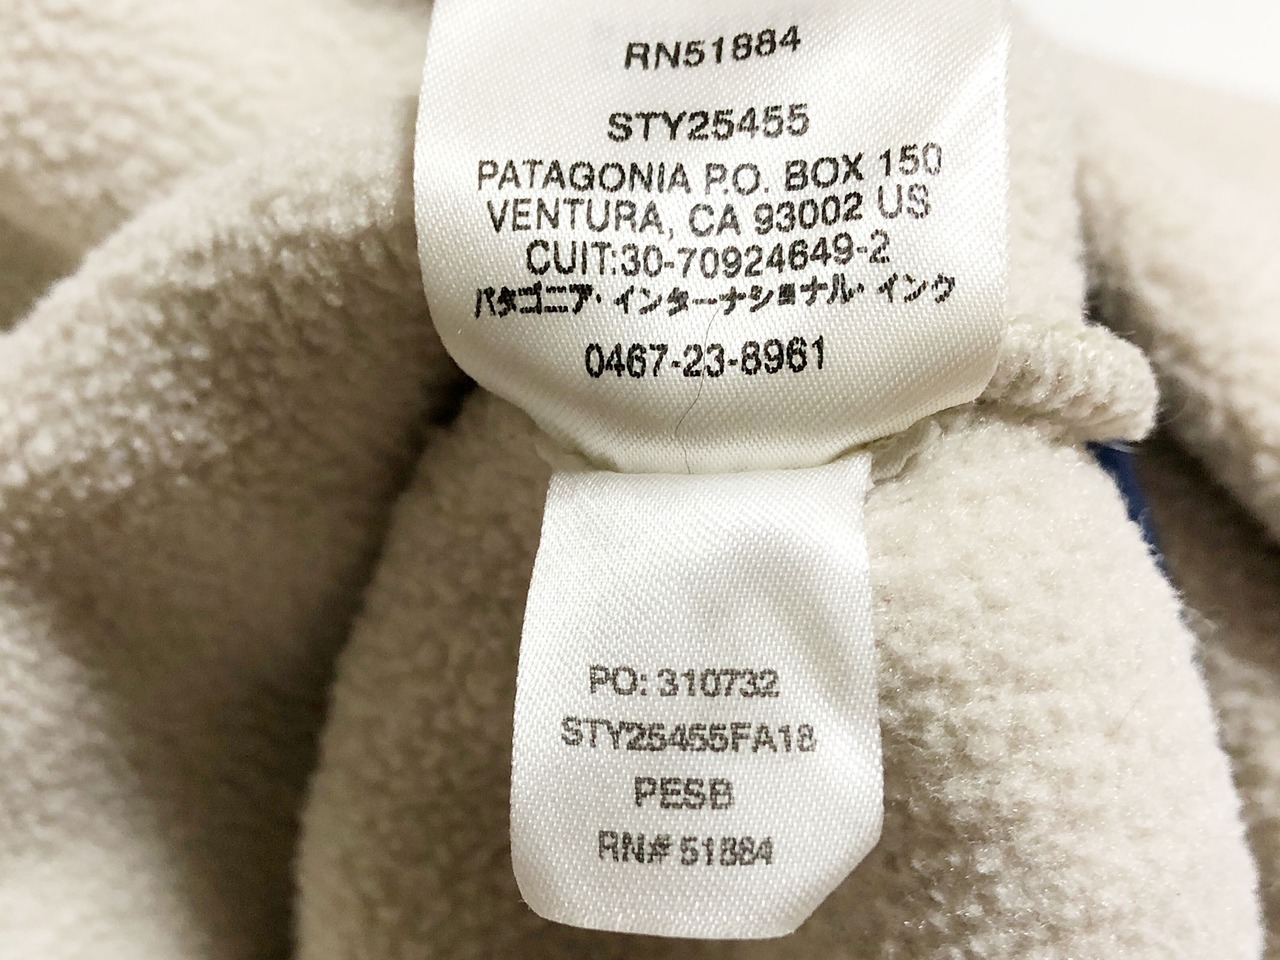 RN51884
STY25455
PATAGONIA P.O. BOX 150
VENTURA, CA 93002 US
CUIT:30-70924649-2
パタゴニア・インターナショナル・インク
0467-23-8961
PO: 310732
STY25455FA18
PESB
RN# 51884